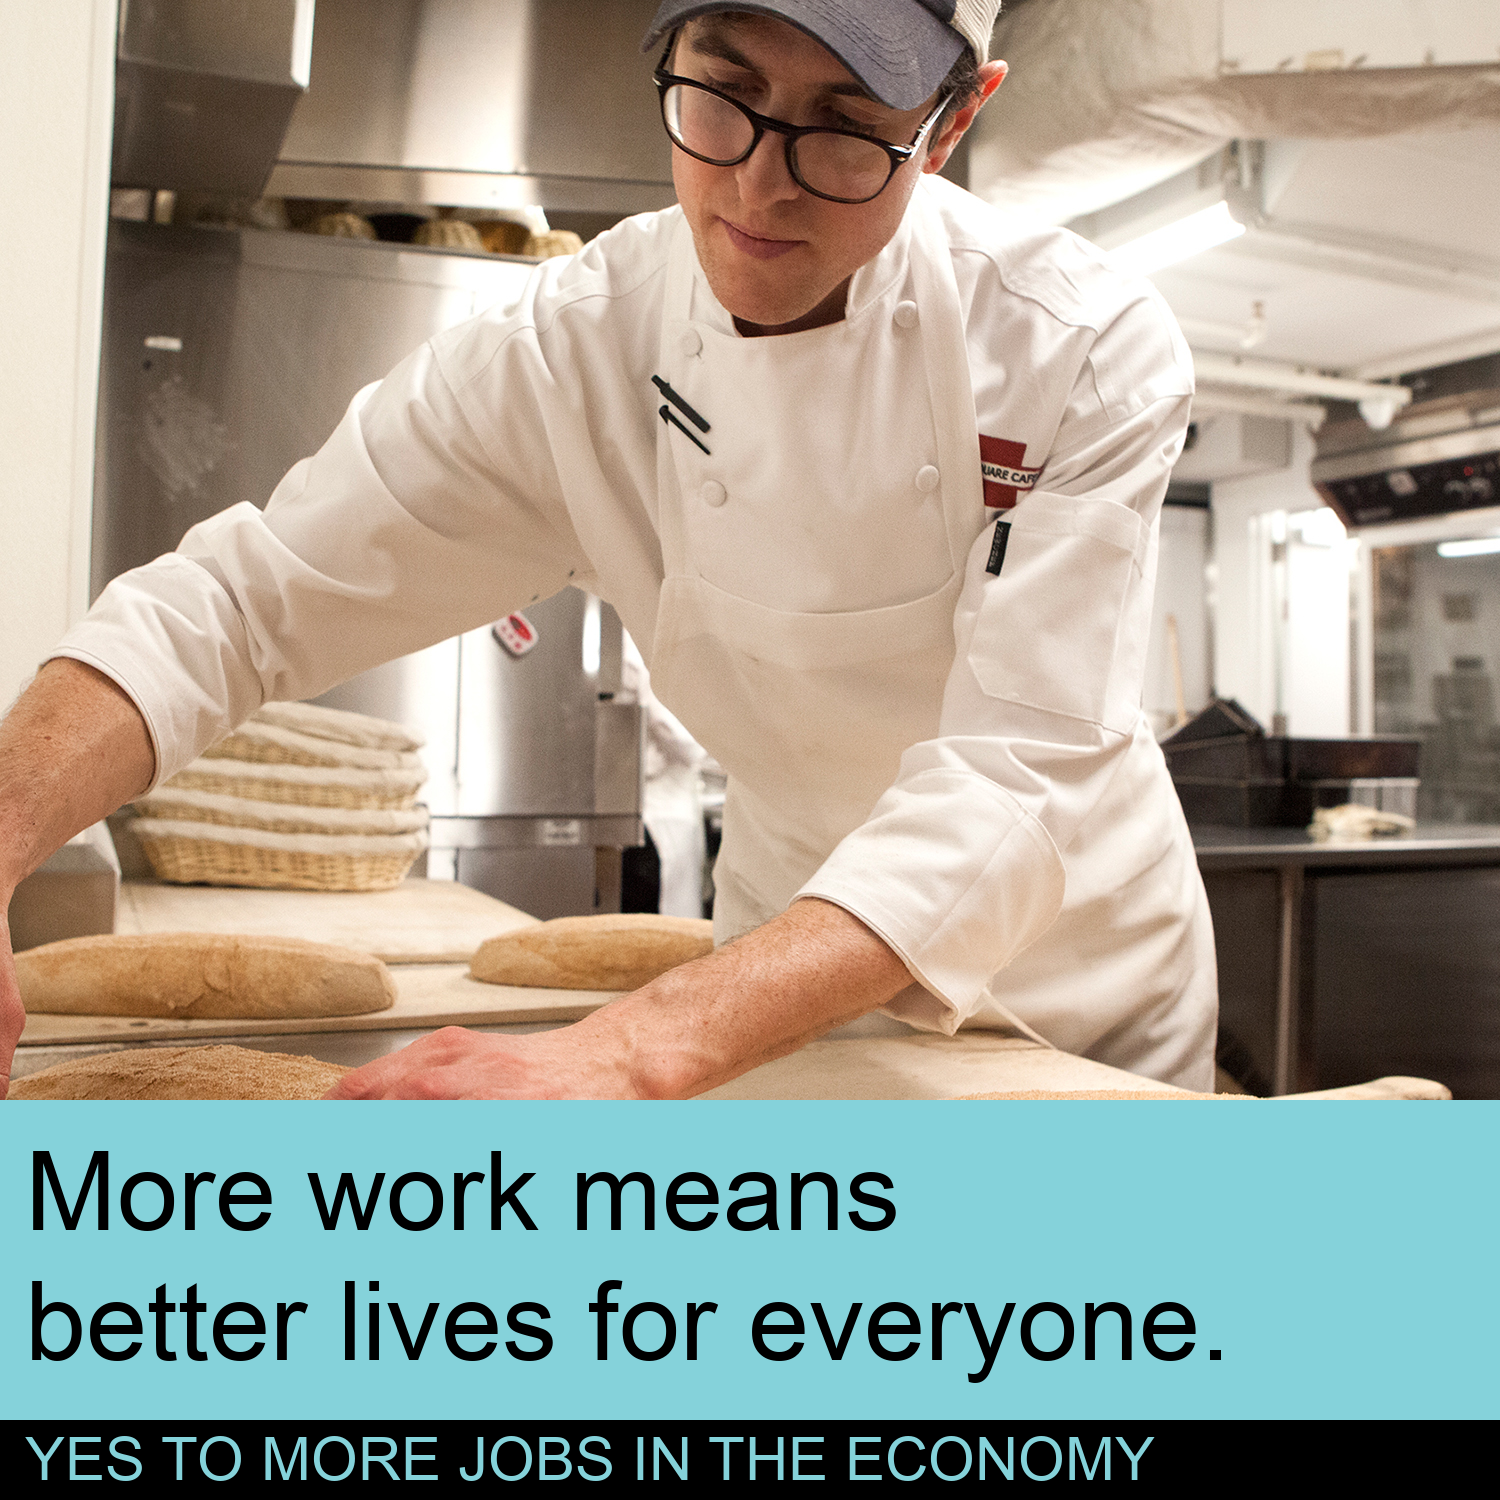 UARE CAF
More work means
better lives for everyone.
YES TO MORE JOBS IN THE ECONOMY